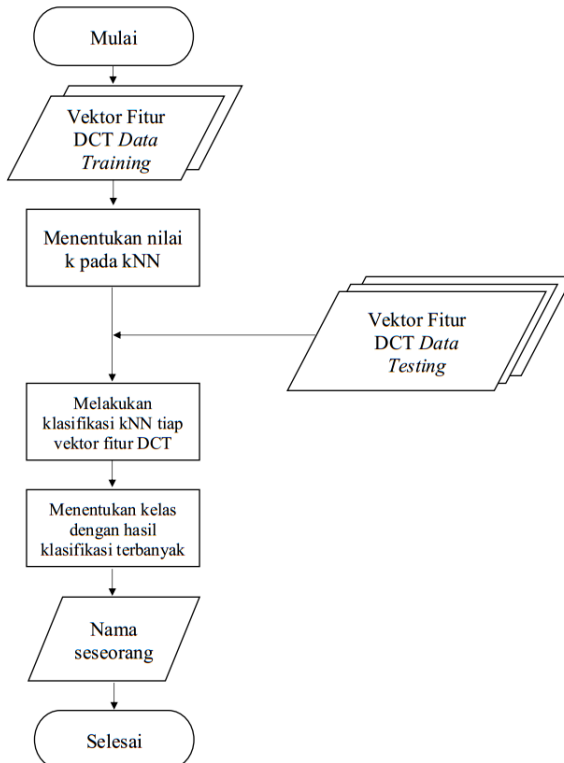 Mulai
Vektor Fitur
DCT Data
Training
Menentukan nilai
k pada kNN
Vektor Fitur
DCT Data
Testing
Melakukan
klasifikasi kNN tiap
vektor fitur DCT
Menentukan kelas
dengan hasil
klasifikasi terbanyak
Nama
seseorang
Selesai